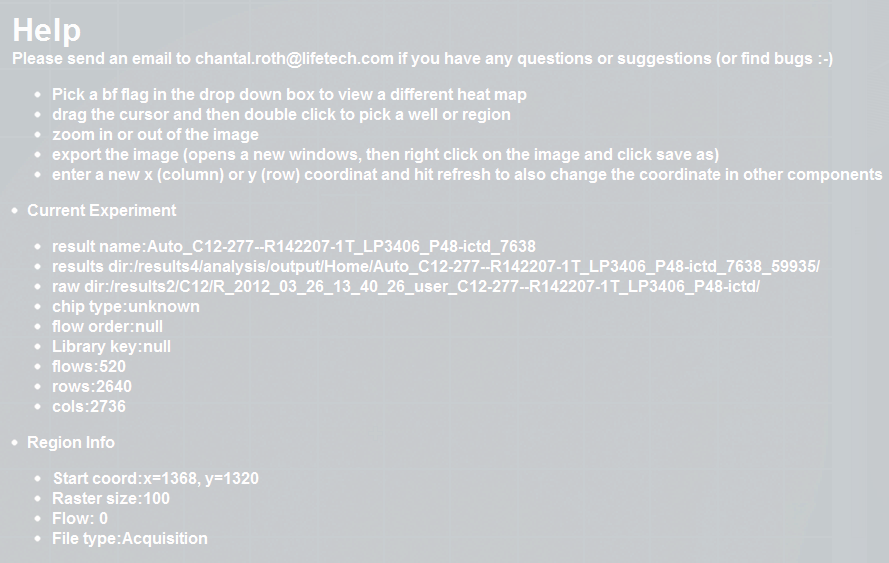 Help
Please send an email to chantal.roth@lifetech.com if you have any questions or suggestions (or find bugs :-)
Pick a bf flag in the drop down box to view a different heat map
drag the cursor and then double click to pick a well or region
zoom in or out of the image
export the image (opens a new windows, then right click on the image and click save as)
enter a new x (column) or y (row) coordinat and hit refresh to also change the coordinate in other components
Current Experiment
result name:Auto_C12-277--R142207-1T_LP3406_P48-ictd_7638
results dir:/results4/analysis/output/Home/Auto_C12-277--R142207-1T_LP3406_P48-ictd_7638_59935/
raw dir:/results2/C12/R_2012_03_26_13_40_26_user_C12-277--R142207-1T_LP3406_P48-ictd/
chip type:unknown
flow order:null
Library key:null
flows:520
rows:2640
cols:2736
Region Info
Start coord:x=1368, y=1320
Raster size:100
Flow: 0
File type:Acquisition